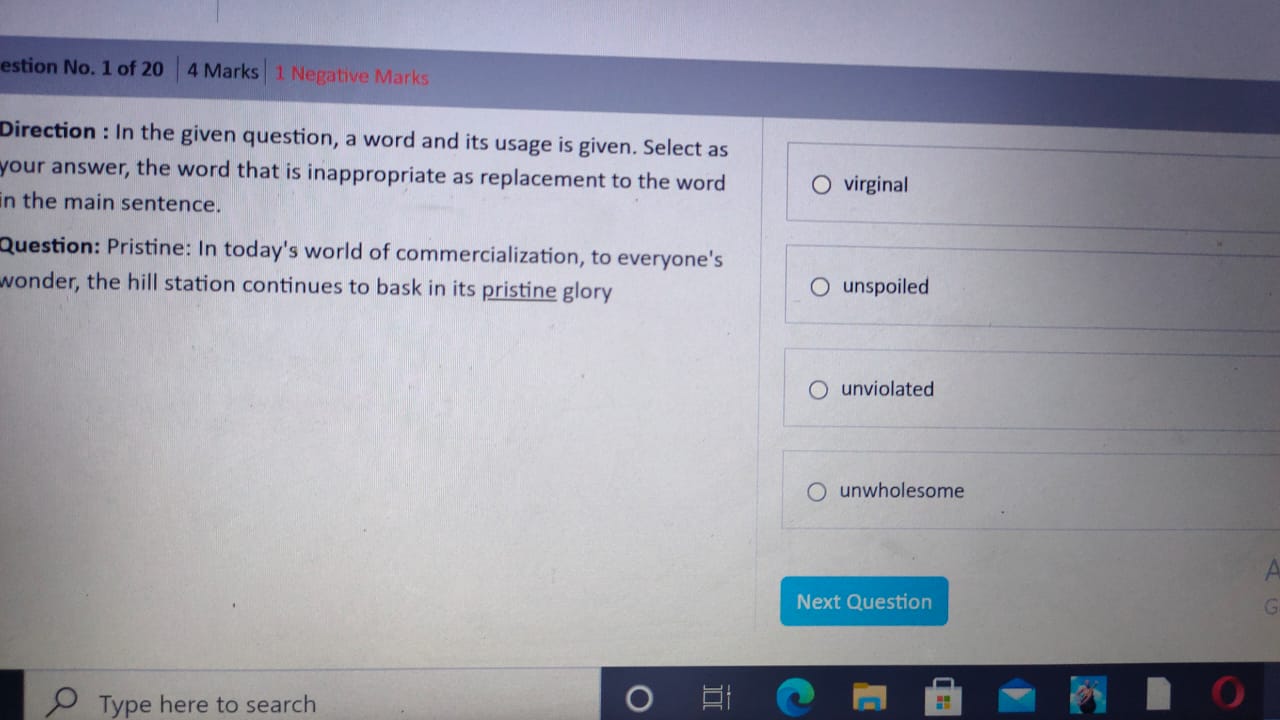 estion No. 1 of 20 4 Marks 1 Negative Marks
Direction : In the given question, a word and its usage is given. Select as
your answer, the word that is inappropriate as replacement to the word
in the main sentence.
Question: Pristine: In today's world of commercialization, to everyone's
wonder, the hill station continues to bask in its pristine glory
virginal
unspoiled
unviolated
unwholesome
Next Question
A
G
Type here to search